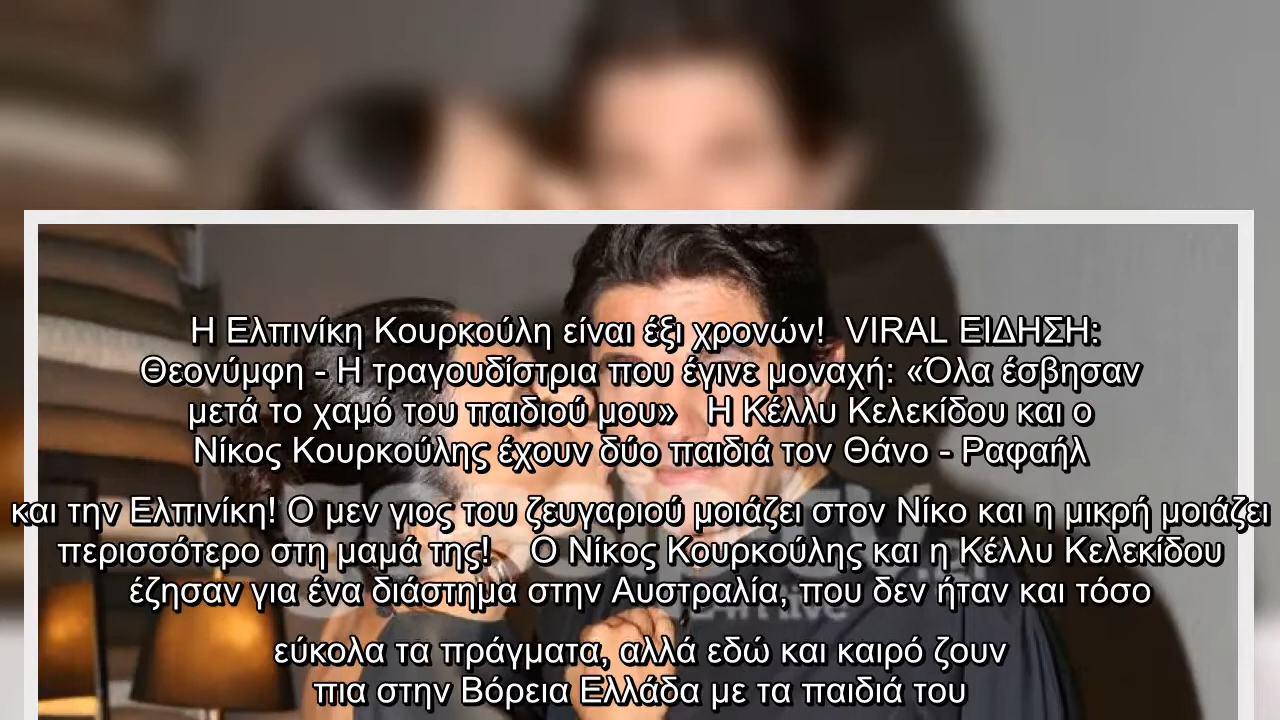 Η Ελπινίκη Κουρκούλη είναι έξι χρονών!  VIRAL ΕΙΔΗΣΗ:
Θεονύμφη - Η τραγουδίστρια που έγινε μοναχή: «Όλα έσβησαν
μετά το χαμό του παιδιού μου»   Η Κέλλυ Κελεκίδου και ο
Νίκος Κουρκούλης έχουν δύο παιδιά τον Θάνο - Ραφαήλ
και την Ελπινίκη! Ο μεν γιος του ζευγαριού μοιάζει στον Νίκο και η μικρή μοιάζει
περισσότερο στη μαμά της!    Ο Νίκος Κουρκούλης και η Κέλλυ Κελεκίδου
έζησαν για ένα διάστημα στην Αυστραλία, που δεν ήταν και τόσο
εύκολα τα πράγματα, αλλά εδώ και καιρό ζουν
πια στην Βόρεια Ελλάδα με τα παιδιά του